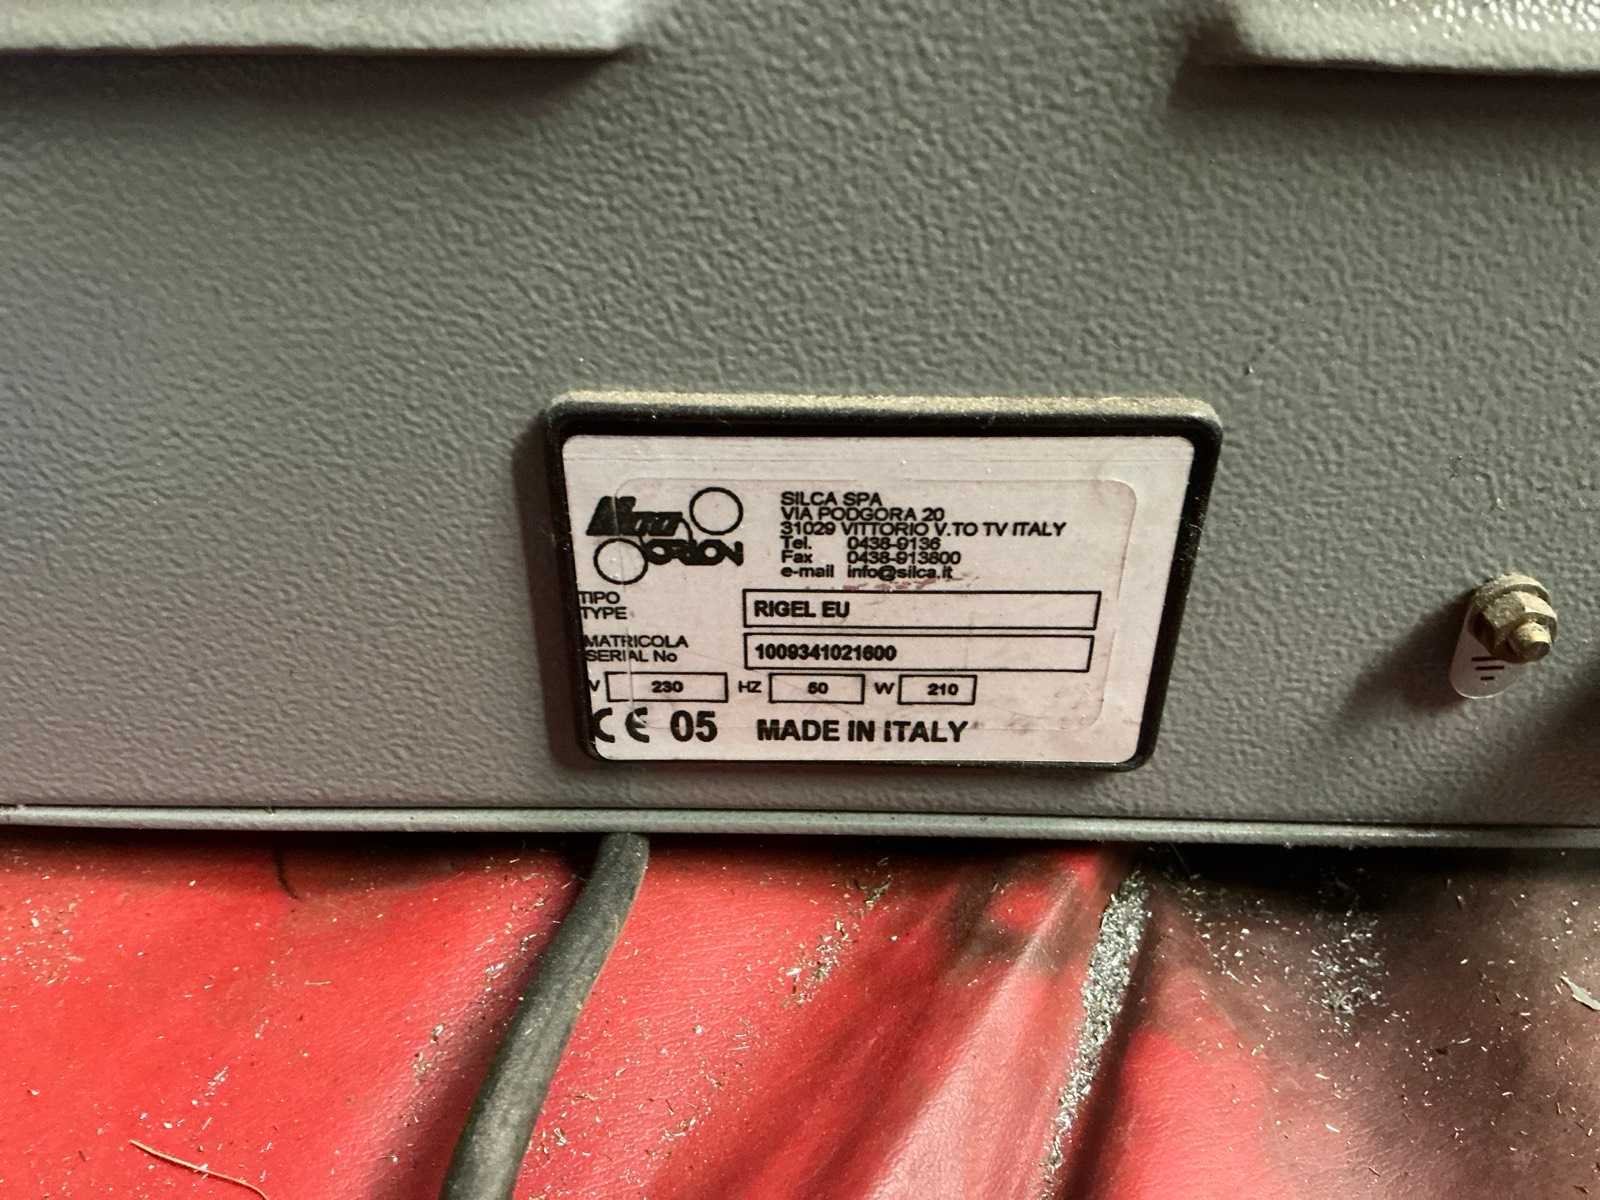 SILCA SPA
VIA PODGORA 20
31029 VITTORIO V.TO TV ITALY
Tel. 0438-9136
Fax 0438-913800
e-mail info@silca.it
ORION
TIPO
TYPE
RIGEL EU
MATRICOLA
SERIAL No
1009341021600
V 230 HZ 50 W 210
CE 05 MADE IN ITALY